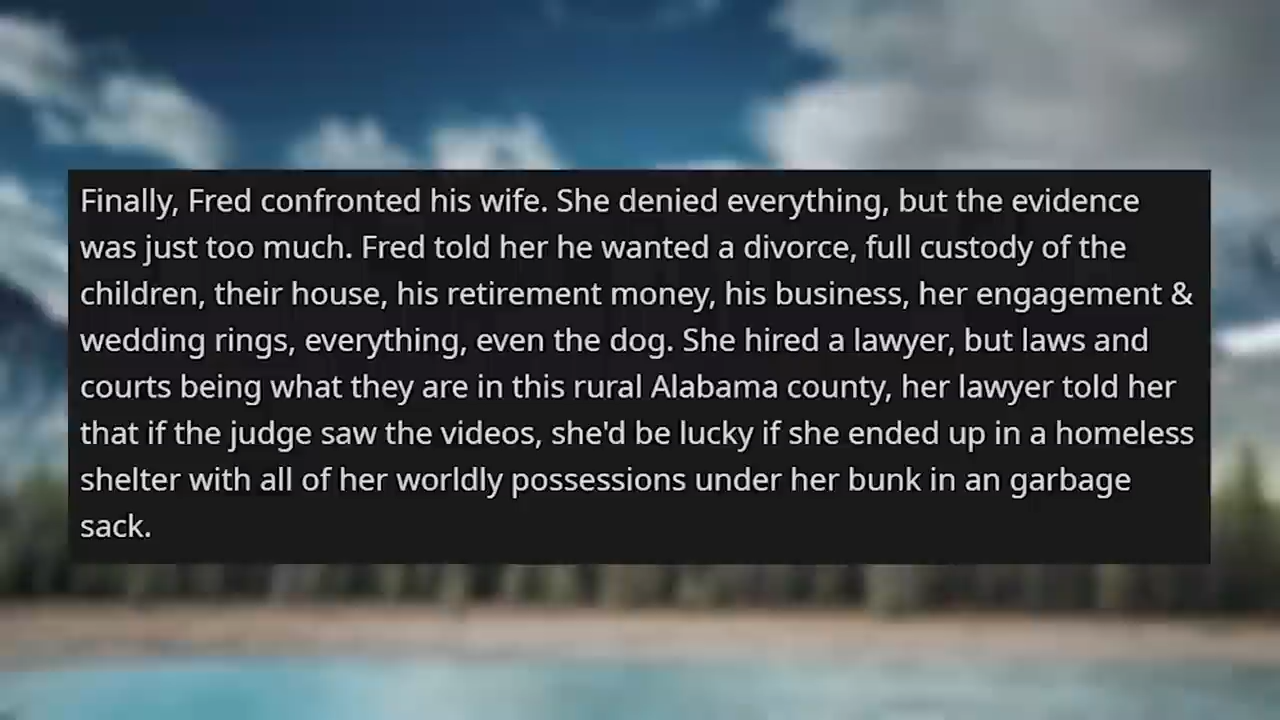 Finally, Fred confronted his wife. She denied everything, but the evidence
was just too much. Fred told her he wanted a divorce, full custody of the
children, their house, his retirement money, his business, her engagement &
wedding rings, everything, even the dog. She hired a lawyer, but laws and
courts being what they are in this rural Alabama county, her lawyer told her
that if the judge saw the videos, she'd be lucky if she ended up in a homeless
shelter with all of her worldly possessions under her bunk in an garbage
sack.